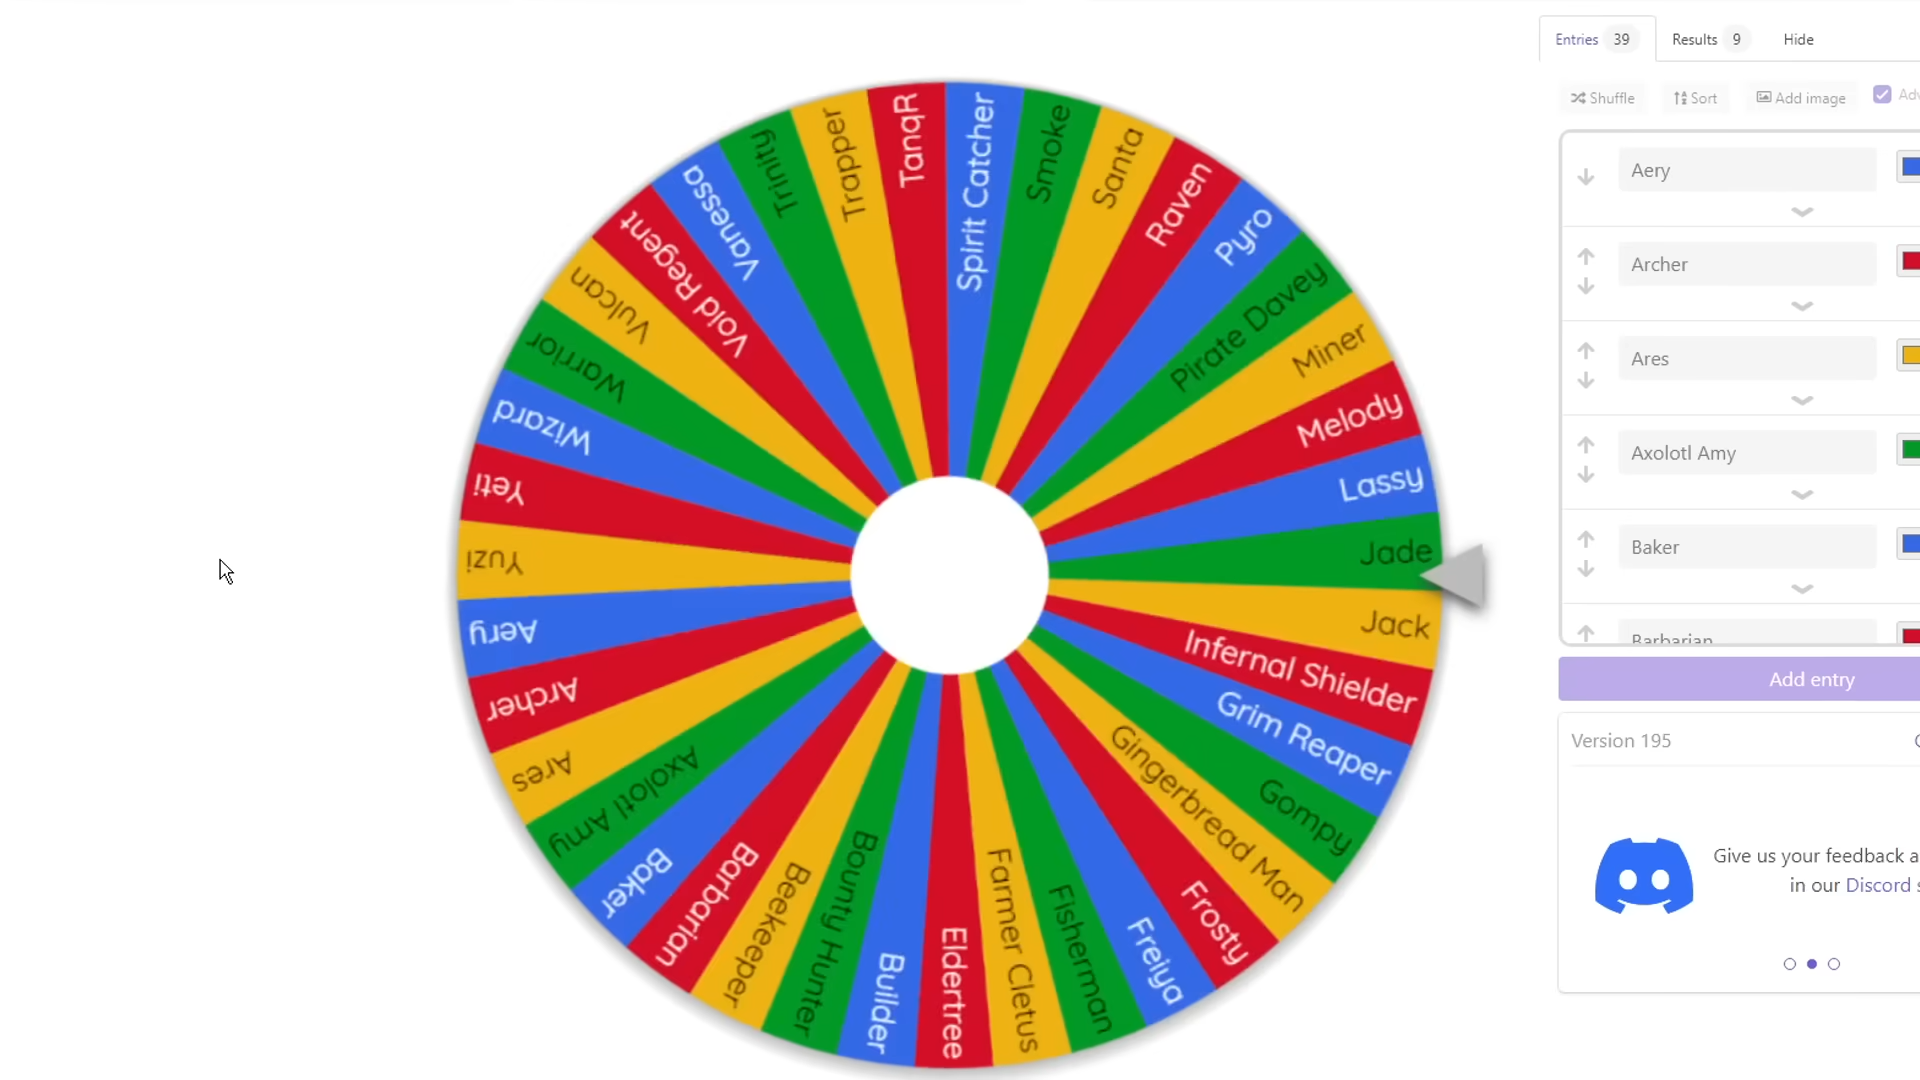 Entries 39
Results 9
Hide
Shuffle
Sort
Add image
Adv
Aery
Archer
Ares
Axolotl Amy
Baker
Barbarian
Add entry
Version 195
Give us your feedback a
in our Discord s
Spirit Catcher
Smoke
Santa
Raven
Pyro
Pirate Davey
Miner
Melody
Lassy
Jade
Jack
Infernal Shielder
Grim Reaper
Gompy
Gingerbread Man
Frosty
Freiya
Fisherman
Farmer Cletus
Eldertree
Builder
Bounty Hunter
Beekeeper
Barbarian
Baker
Axolotl Amy
Ares
Archer
Aery
Yuzi
Yeti
Wizard
Warrior
Vulcan
Void Regent
Vanessa
Trinity
Trapper
TanqR